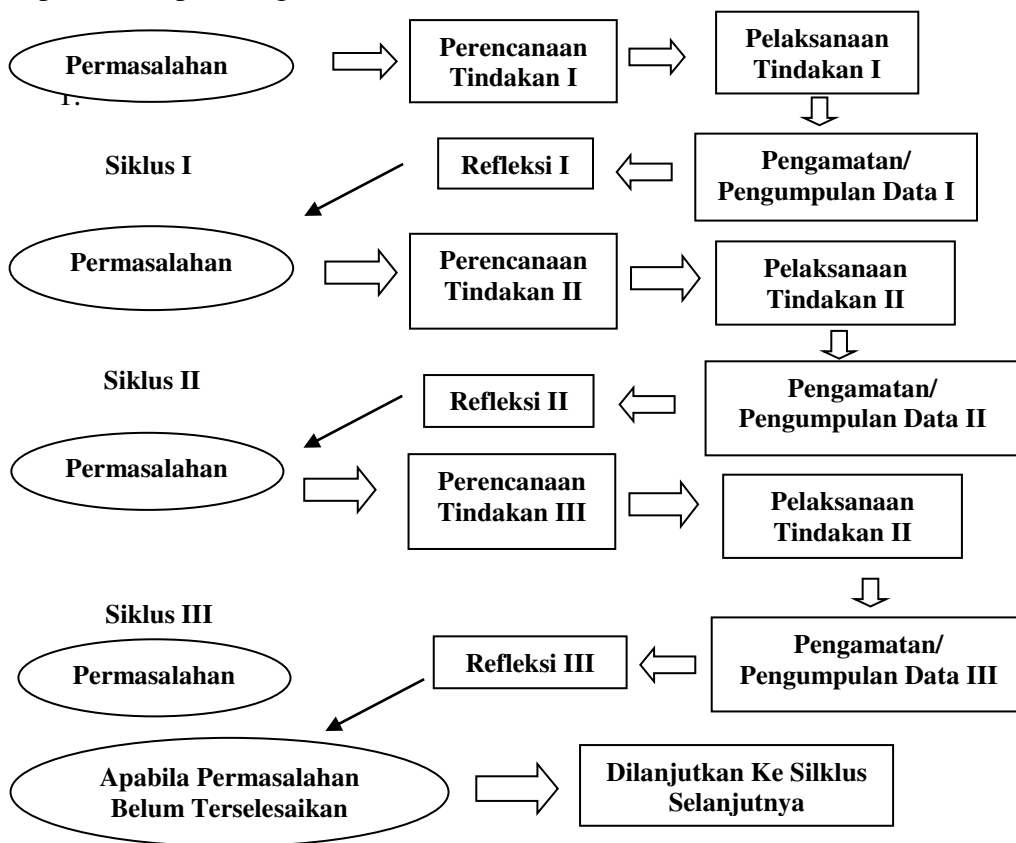 Permasalahan
Perencanaan
Tindakan I
Pelaksanaan
Tindakan I
Siklus I
Refleksi I
Pengamatan/
Pengumpulan Data I
Permasalahan
Perencanaan
Tindakan II
Pelaksanaan
Tindakan II
Siklus II
Refleksi II
Pengamatan/
Pengumpulan Data II
Permasalahan
Perencanaan
Tindakan III
Pelaksanaan
Tindakan II
Siklus III
Permasalahan
Refleksi III
Pengamatan/
Pengumpulan Data III
Apabila Permasalahan
Belum Terselesaikan
Dilanjutkan Ke Silklus
Selanjutnya